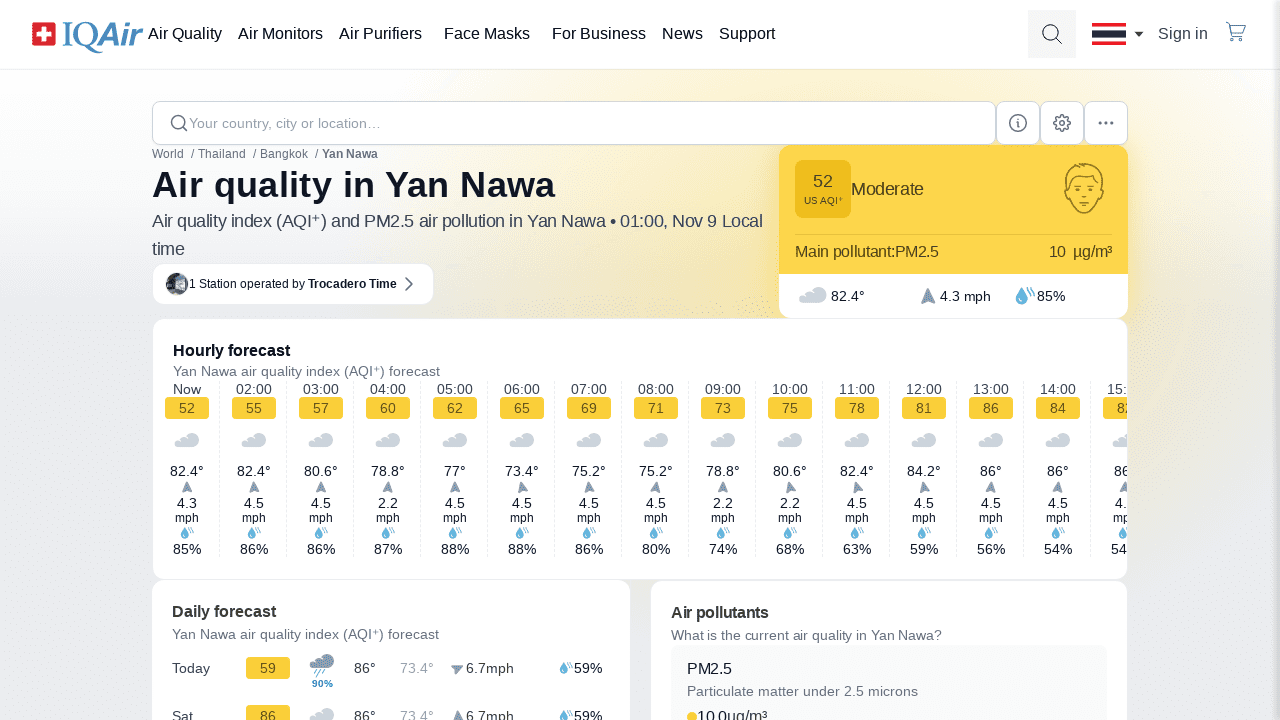 IQAir Air Quality Air Monitors Air Purifiers Face Masks For Business News Support Sign in
Your country, city or location…
World / Thailand / Bangkok / Yan Nawa
Air quality in Yan Nawa
Air quality index (AQI⁺) and PM2.5 air pollution in Yan Nawa • 01:00, Nov 9 Local
time
1 Station operated by Trocadero Time
52
US AQI⁺
Moderate
Main pollutant: PM2.5 10 µg/m³
82.4° 4.3 mph 85%
Hourly forecast
Yan Nawa air quality index (AQI⁺) forecast
Now 02:00 03:00 04:00 05:00 06:00 07:00 08:00 09:00 10:00 11:00 12:00 13:00 14:00
52 55 57 60 62 65 69 71 73 75 78 81 86 84
82.4° 82.4° 80.6° 78.8° 77° 73.4° 75.2° 75.2° 78.8° 80.6° 82.4° 84.2° 86° 86°
4.3 4.5 4.5 2.2 4.5 4.5 4.5 4.5 2.2 2.2 4.5 4.5 4.5 4.5
mph mph mph mph mph mph mph mph mph mph mph mph mph mph
85% 86% 86% 87% 88% 88% 86% 80% 74% 68% 63% 59% 56% 54%
Daily forecast
Yan Nawa air quality index (AQI⁺) forecast
Today 59 86° 73.4° 6.7mph 59%
90%
Sat 86 86° 73.4° 6.7mph 59%
Air pollutants
What is the current air quality in Yan Nawa?
PM2.5
Particulate matter under 2.5 microns
10.0µg/m³